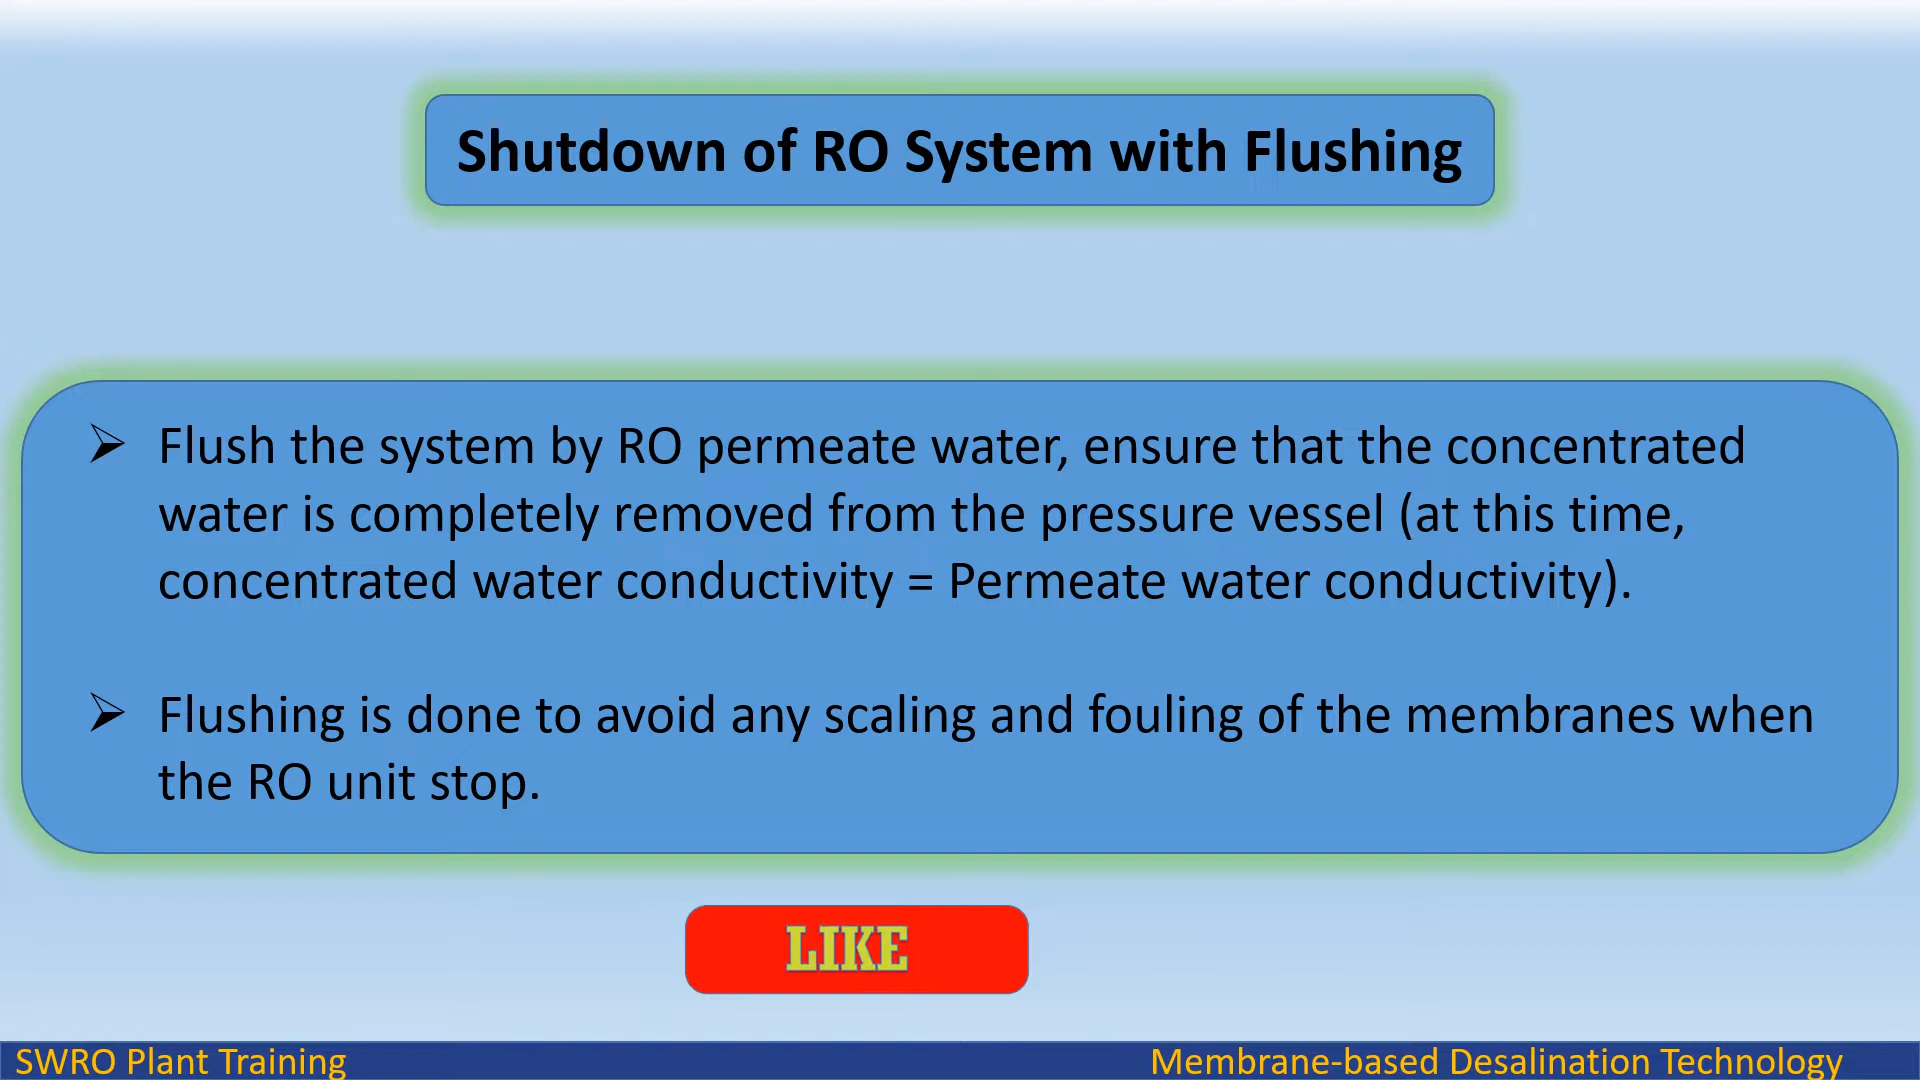 Shutdown of RO System with Flushing
➢ Flush the system by RO permeate water, ensure that the concentrated
water is completely removed from the pressure vessel (at this time,
concentrated water conductivity = Permeate water conductivity).
➢ Flushing is done to avoid any scaling and fouling of the membranes when
the RO unit stop.
LIKE
SWRO Plant Training
Membrane-based Desalination Technology